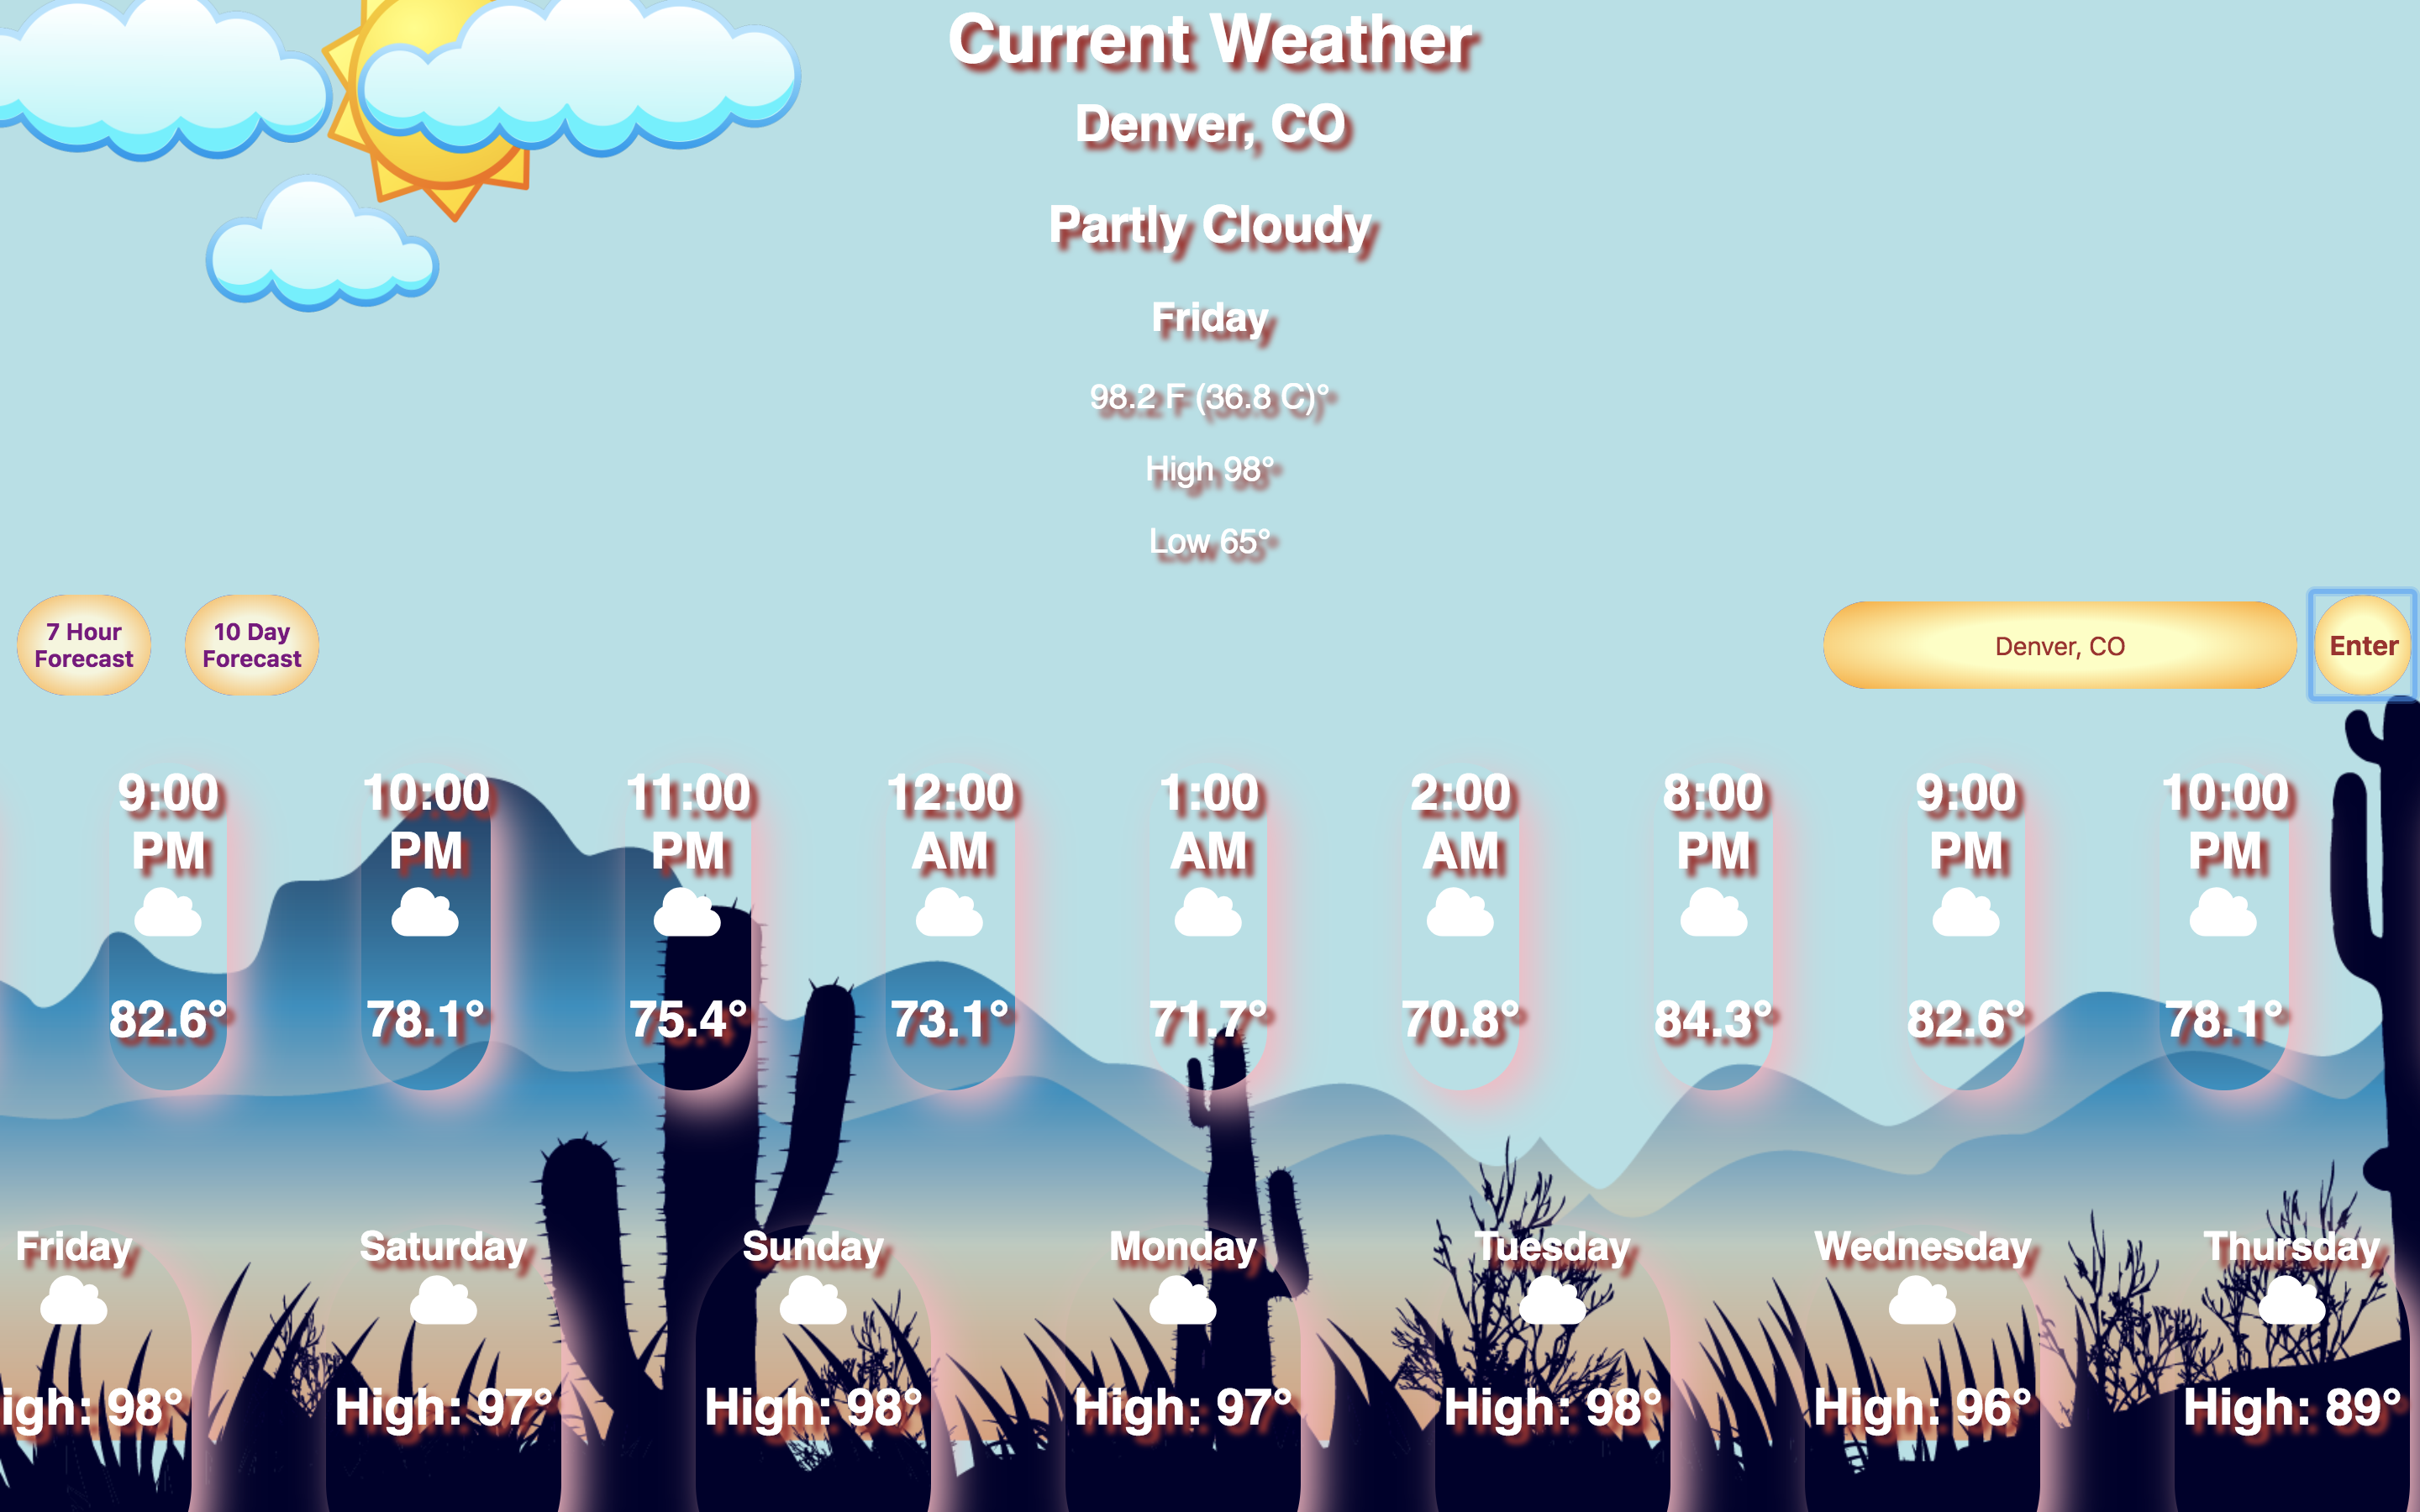 Current Weather
Denver, CO
Partly Cloudy
Friday
98.2 F (36.8 C)°
High 98°
Low 65°
7 Hour
Forecast
10 Day
Forecast
Denver, CO
Enter
9:00 10:00 11:00 12:00 1:00 2:00 8:00 9:00 10:00
PM PM PM AM AM AM PM PM PM
82.6° 78.1° 75.4° 73.1° 71.7° 70.8° 84.3° 82.6° 78.1°
Friday Saturday Sunday Monday Tuesday Wednesday Thursday
igh: 98° High: 97° High: 98° High: 97° High: 98° High: 96° High: 89°